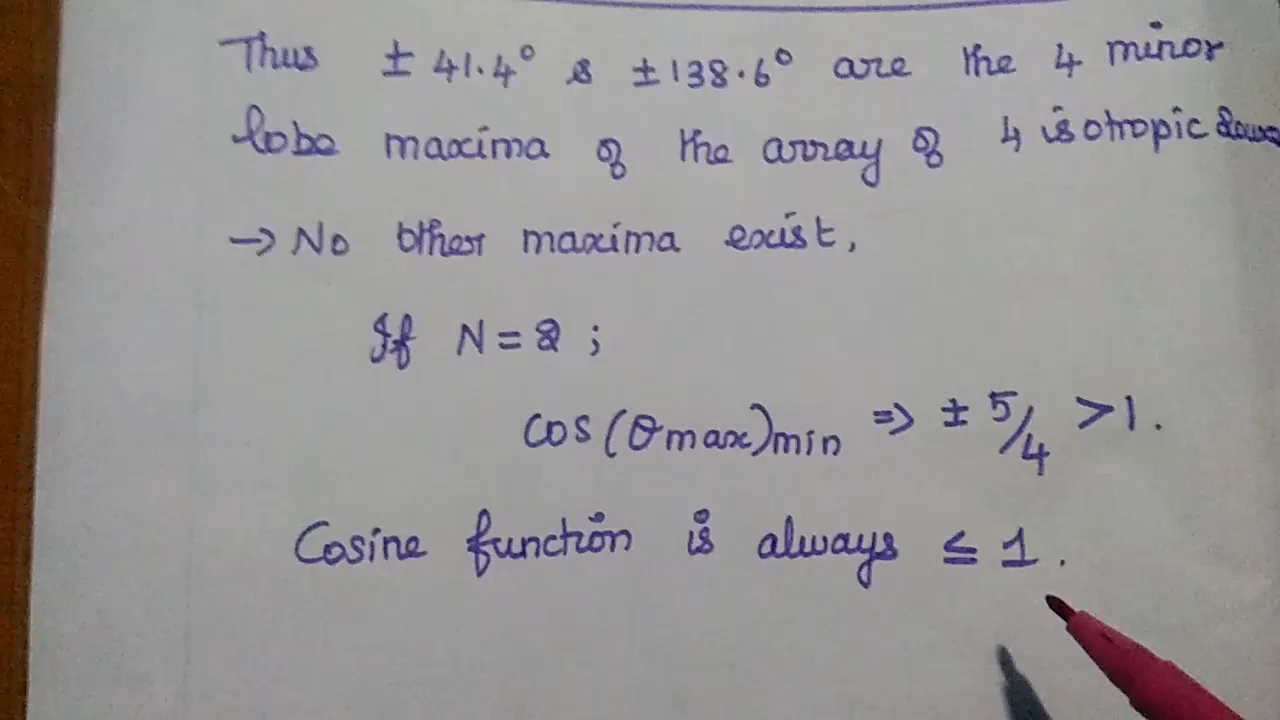 Thus ± 41.4° & ± 138.6° are the 4 minor
lobe maxima of the array of 4 isotropic
→ No other maxima exist,
If N = 2 ;
cos(θmax)min ⇒ ± 5/4 > 1.
Cosine function is always ≤ 1.